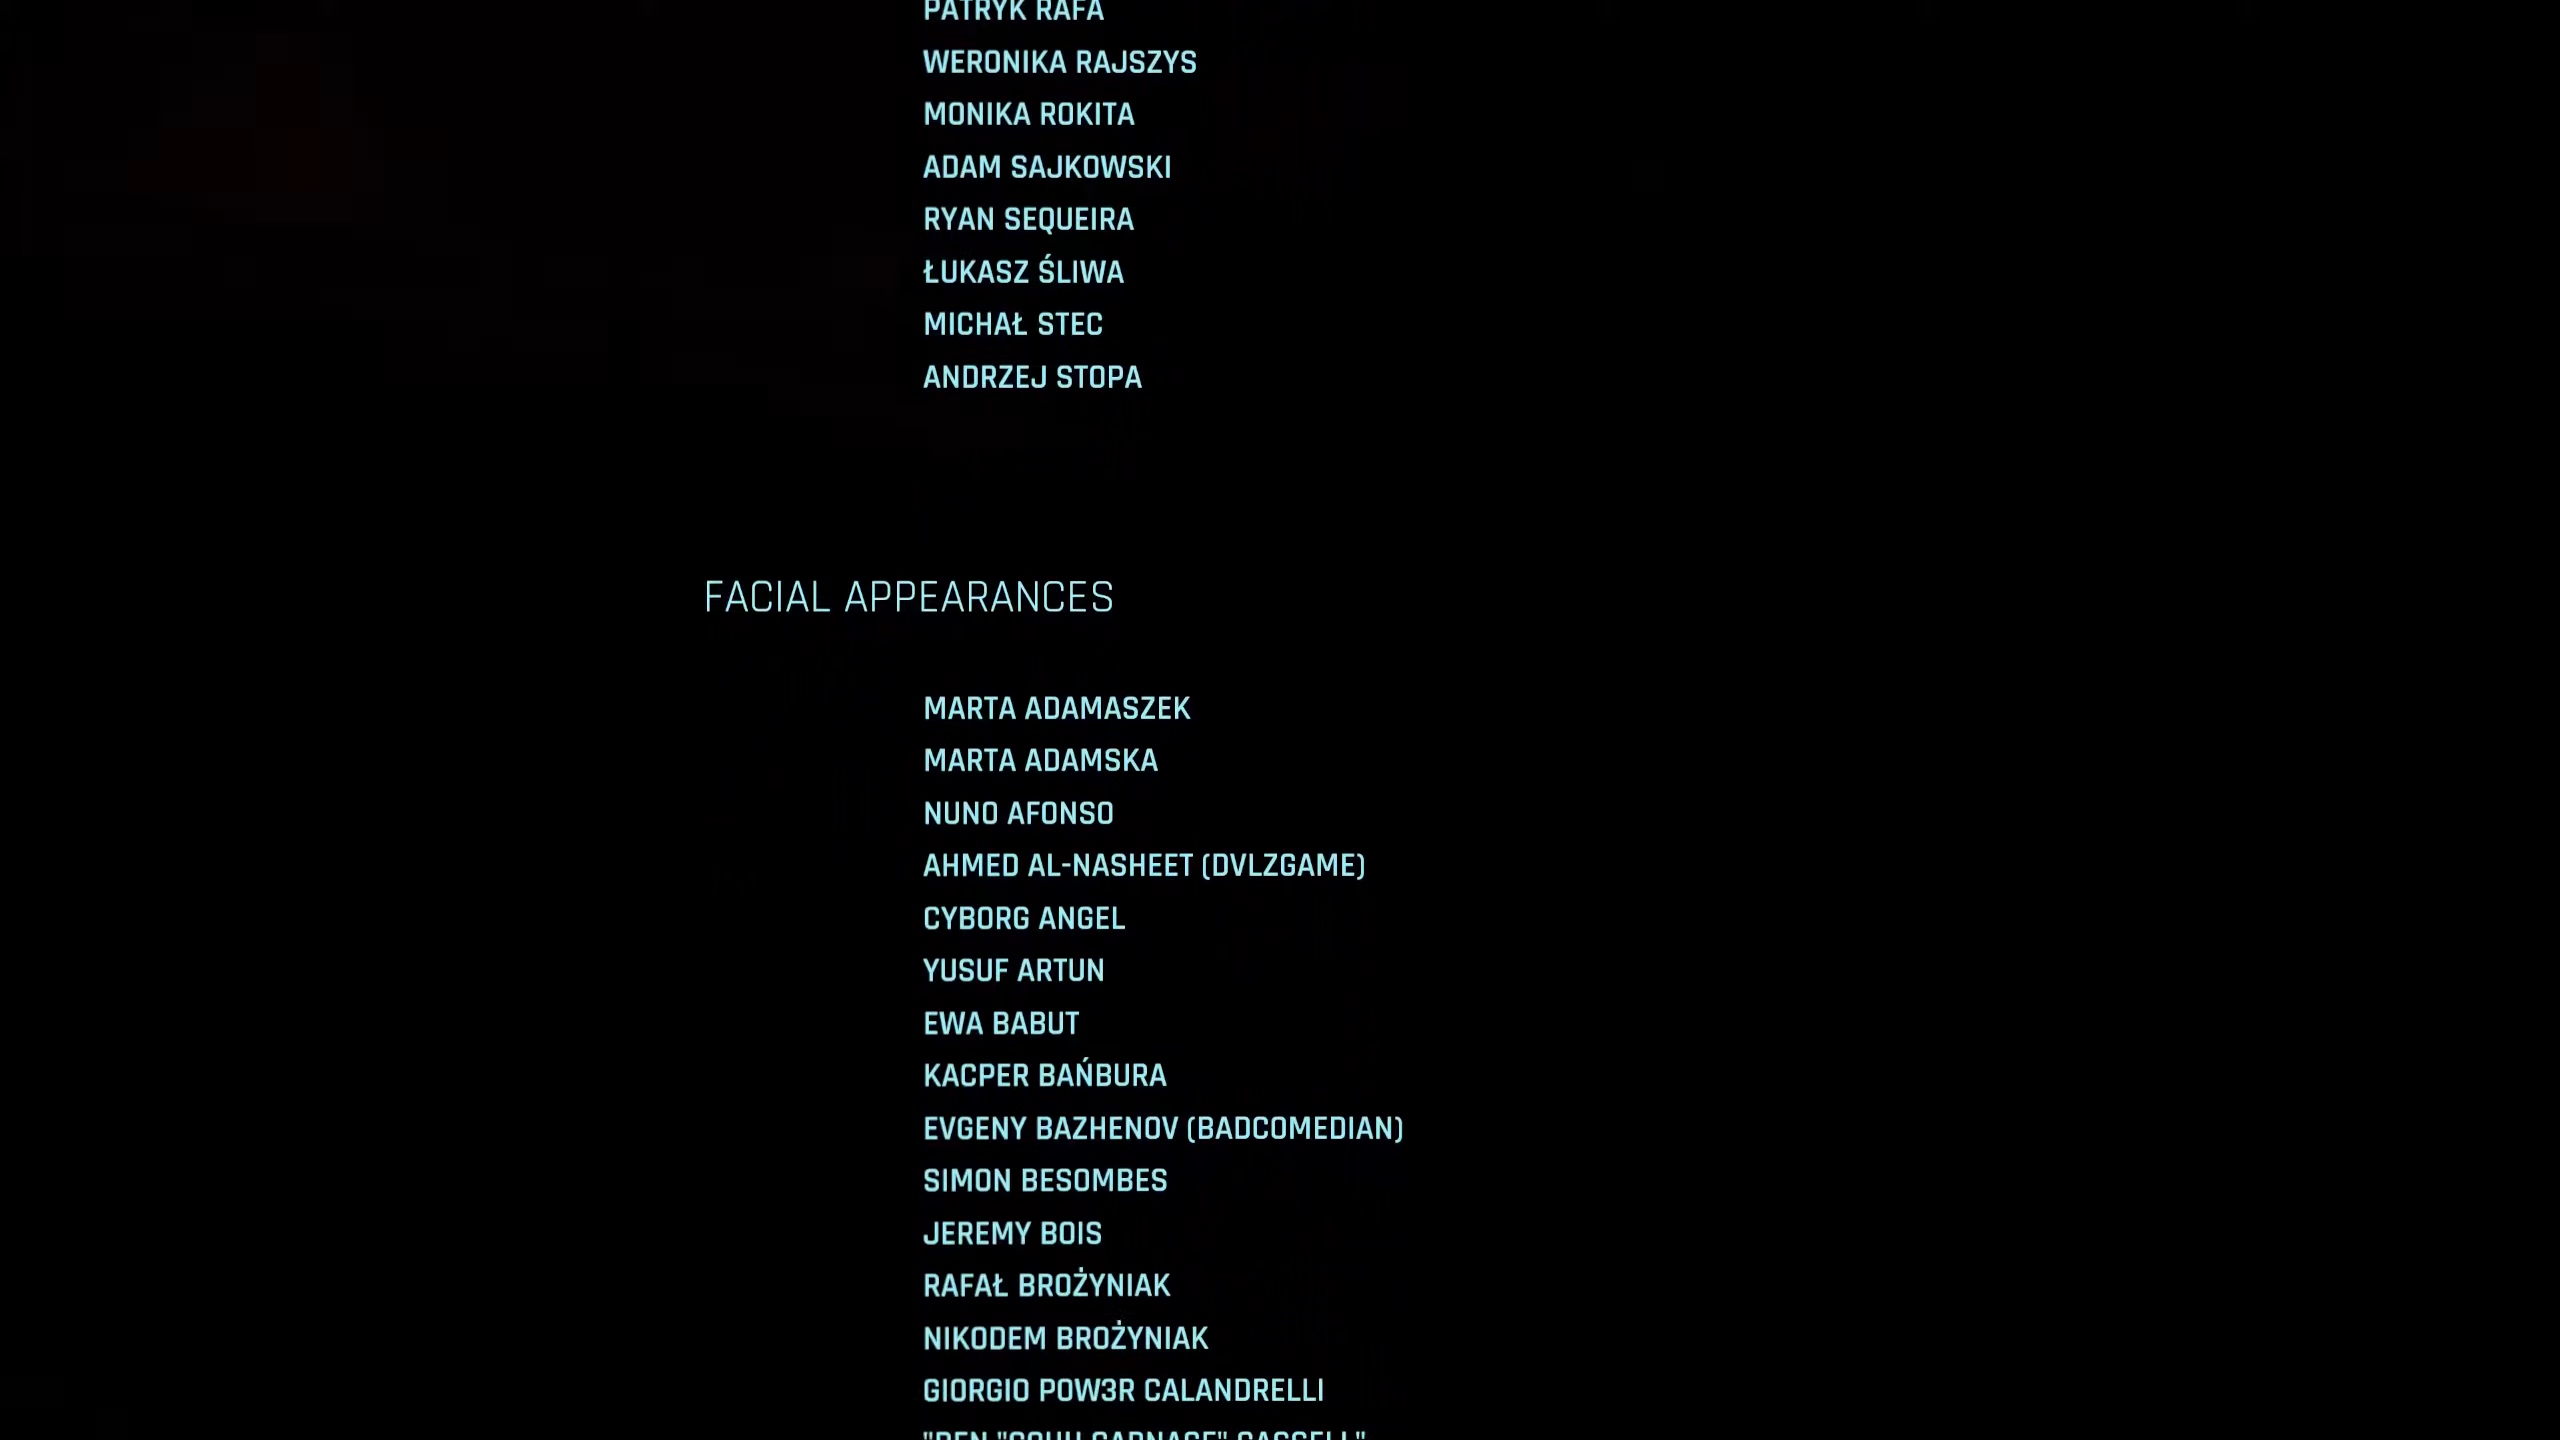 PATRYK RAFA
WERONIKA RAJSZYS
MONIKA ROKITA
ADAM SAJKOWSKI
RYAN SEQUEIRA
ŁUKASZ ŚLIWA
MICHAŁ STEC
ANDRZEJ STOPA
FACIAL APPEARANCES
MARTA ADAMASZEK
MARTA ADAMSKA
NUNO AFONSO
AHMED AL-NASHEET (DVLZGAME)
CYBORG ANGEL
YUSUF ARTUN
EWA BABUT
KACPER BAŃBURA
EVGENY BAZHENOV (BADCOMEDIAN)
SIMON BESOMBES
JEREMY BOIS
RAFAŁ BROŻYNIAK
NIKODEM BROŻYNIAK
GIORGIO POW3R CALANDRELLI